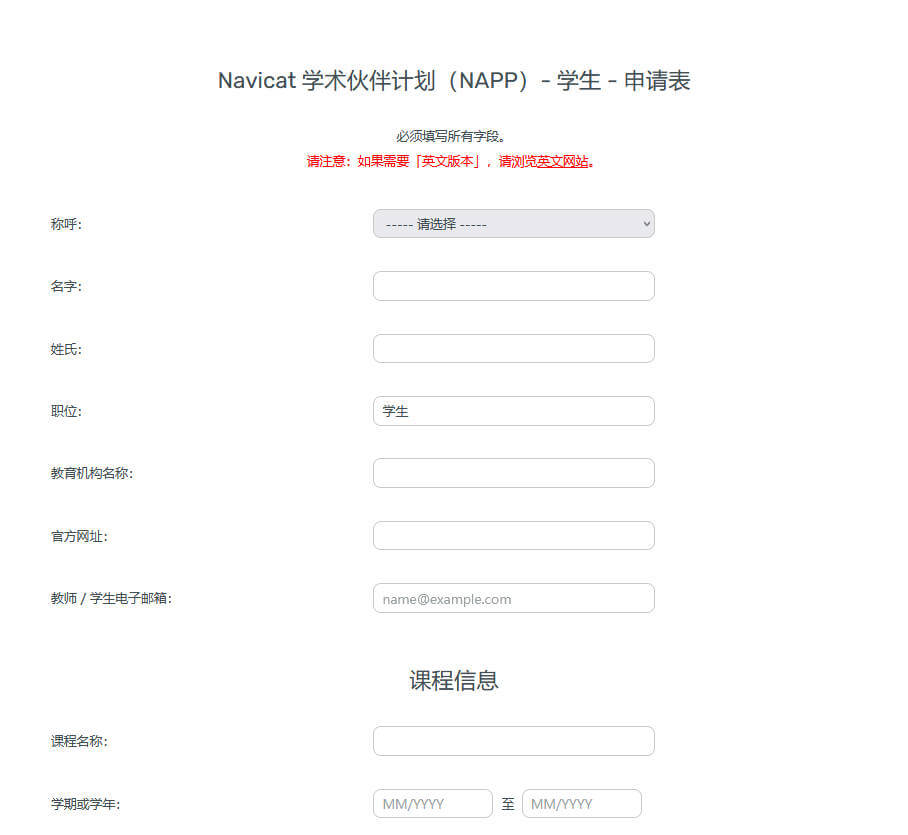 Navicat 学术伙伴计划（NAPP）- 学生 - 申请表
必须填写所有字段。
请注意：如果需要「英文版本」，请浏览英文网站。
称呼: ----- 请选择 -----
名字:
姓氏:
职位: 学生
教育机构名称:
官方网址:
教师 / 学生电子邮箱: name@example.com
课程信息
课程名称:
学期或学年: MM/YYYY 至 MM/YYYY